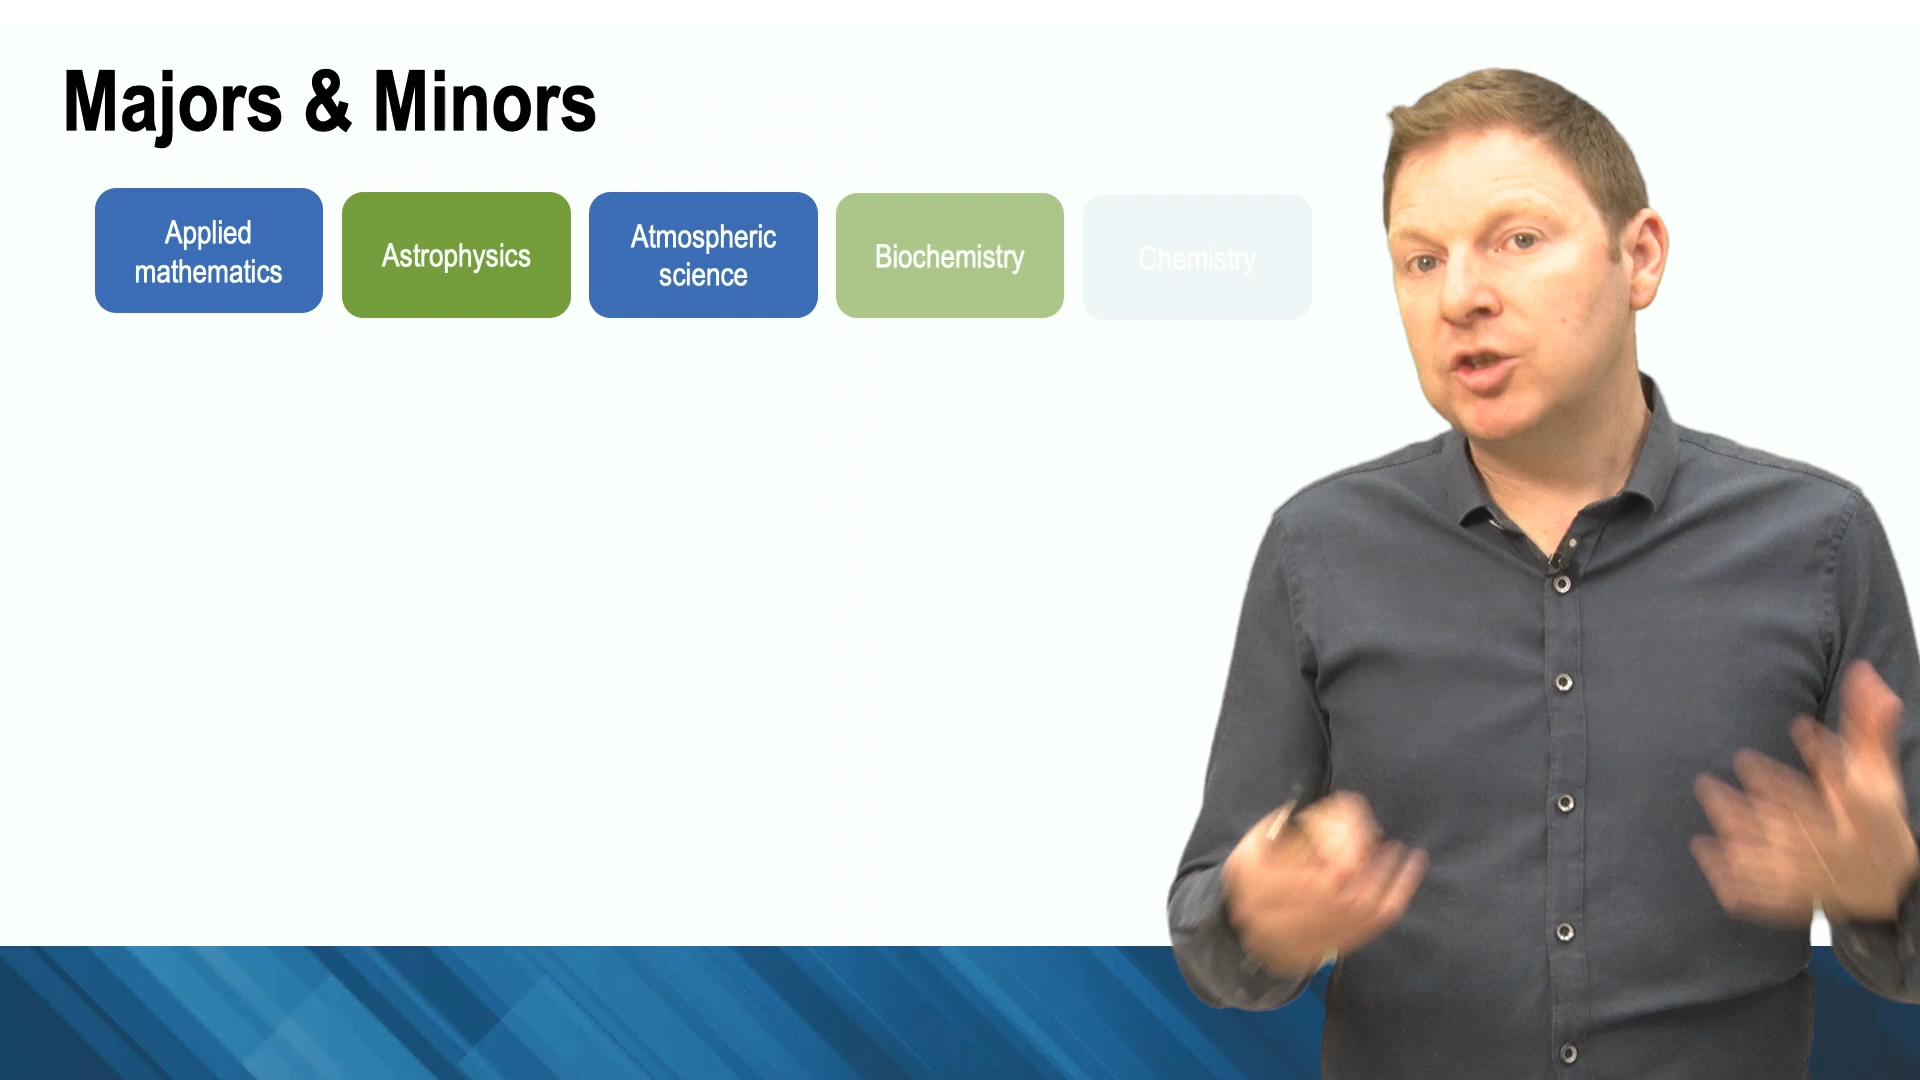 Majors & Minors
Applied
mathematics
Astrophysics
Atmospheric
science
Biochemistry
Chemistry